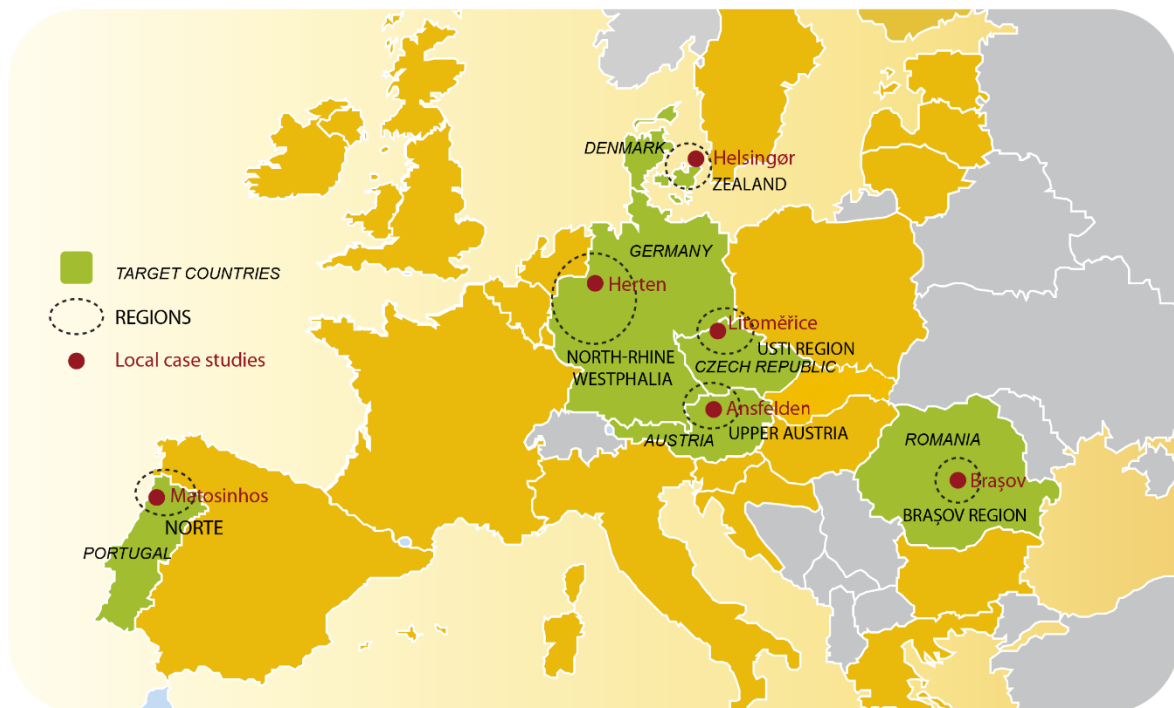 DENMARK
Helsingør
ZEALAND
GERMANY
TARGET COUNTRIES
Herten
REGIONS
Litoměřice
USTI REGION
Local case studies
NORTH-RHINE
WESTPHALIA
CZECH REPUBLIC
Ansfelden
UPPER AUSTRIA
AUSTRIA
ROMANIA
Brașov
BRAȘOV REGION
Matosinhos
NORTE
PORTUGAL